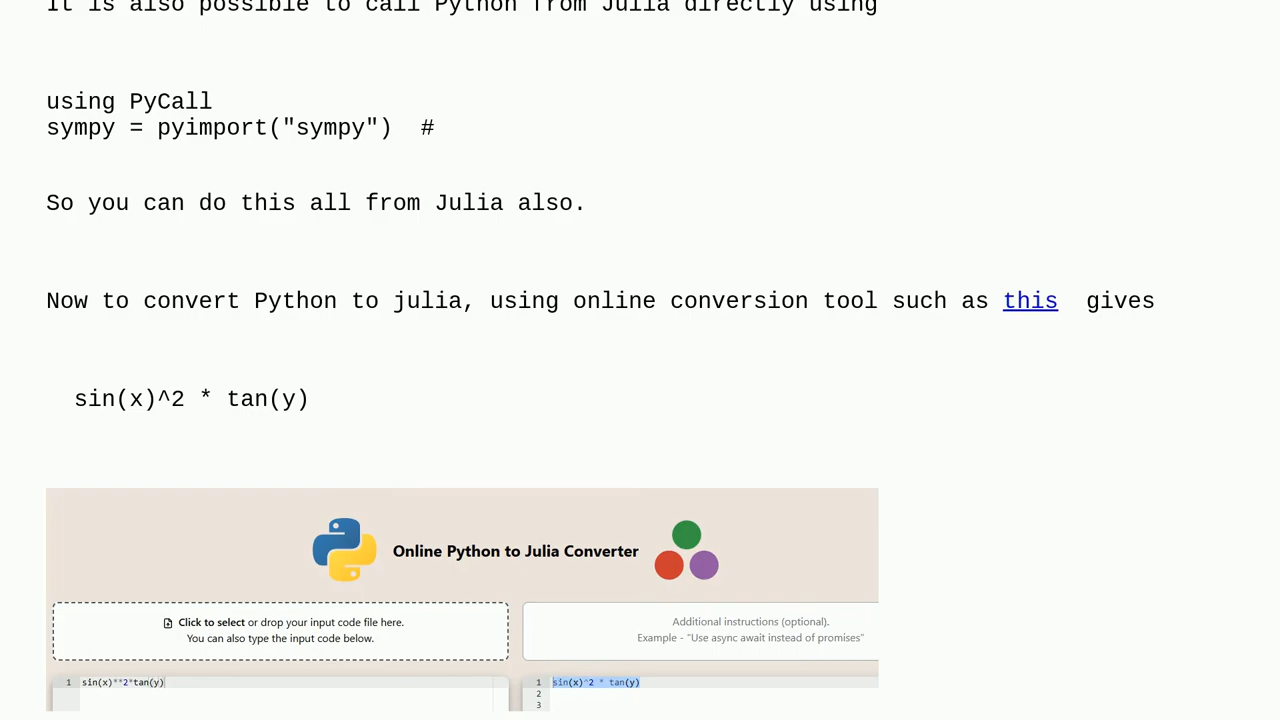 It is also possible to call Python from Julia directly using
using PyCall
sympy = pyimport("sympy")  #
So you can do this all from Julia also.
Now to convert Python to julia, using online conversion tool such as this  gives
sin(x)^2 * tan(y)
Online Python to Julia Converter
Click to select or drop your input code file here.
You can also type the input code below.
Additional instructions (optional).
Example - "Use async await instead of promises"
1 sin(x)**2*tan(y)
1 sin(x)^2 * tan(y)
2
3